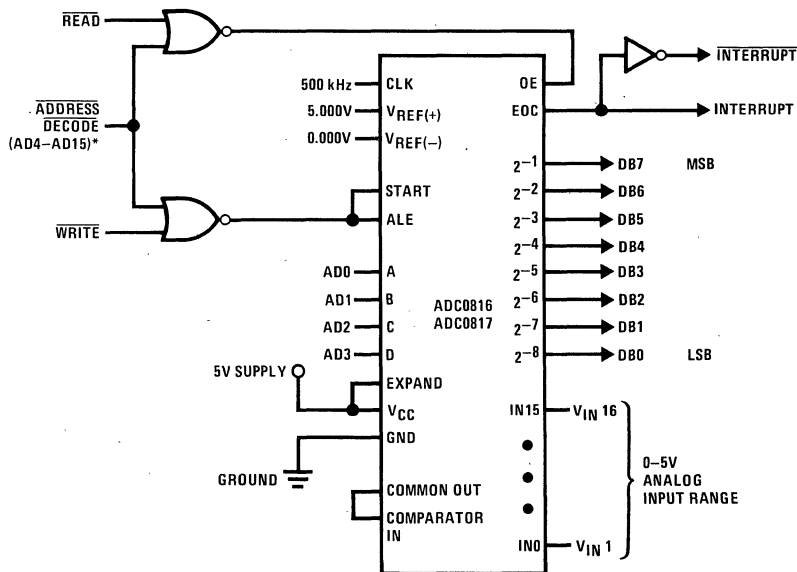 READ
ADDRESS
DECODE
(AD4–AD15)*
WRITE
500 kHz
CLK
5.000V
VREF(+)
0.000V
VREF(−)
START
ALE
AD0
A
AD1
B
AD2
C
AD3
D
5V SUPPLY
EXPAND
VCC
GND
GROUND
COMMON OUT
COMPARATOR
IN
ADC0816
ADC0817
OE
EOC
INTERRUPT
INTERRUPT
2−1
DB7
MSB
2−2
DB6
2−3
DB5
2−4
DB4
2−5
DB3
2−6
DB2
2−7
DB1
2−8
DB0
LSB
IN15
VIN 16
0–5V
ANALOG
INPUT RANGE
IN0
VIN 1